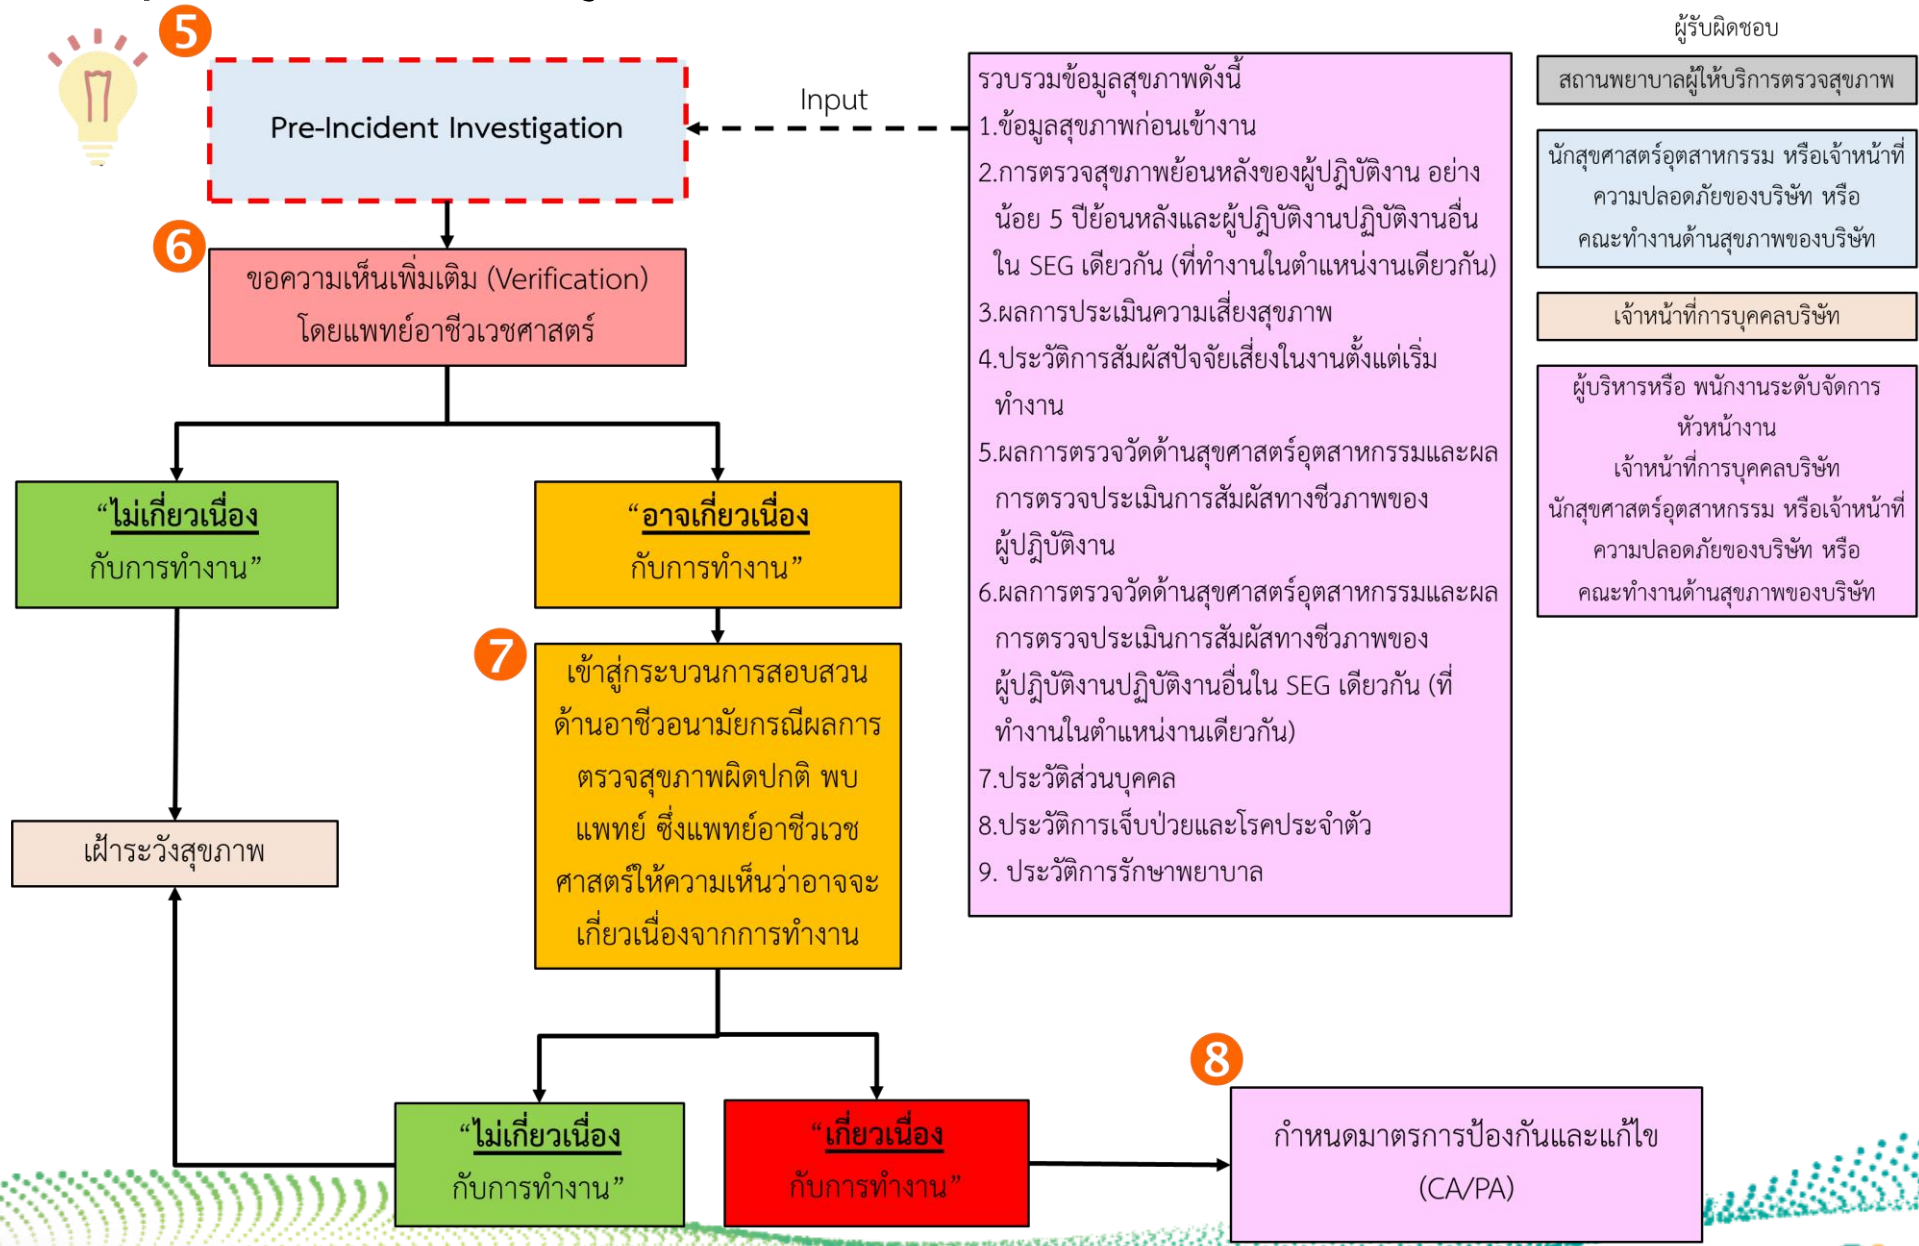 5
Pre-Incident Investigation
Input
6
ขอความเห็นเพิ่มเติม (Verification)
โดยแพทย์อาชีวเวชศาสตร์
“ไม่เกี่ยวเนื่อง
กับการทำงาน”
“อาจเกี่ยวเนื่อง
กับการทำงาน”
7
เข้าสู่กระบวนการสอบสวน
ด้านอาชีวอนามัยกรณีผลการ
ตรวจสุขภาพผิดปกติ พบ
แพทย์ ซึ่งแพทย์อาชีวเวช
ศาสตร์ให้ความเห็นว่าอาจจะ
เกี่ยวเนื่องจากการทำงาน
เฝ้าระวังสุขภาพ
“ไม่เกี่ยวเนื่อง
กับการทำงาน”
“เกี่ยวเนื่อง
กับการทำงาน”
8
กำหนดมาตรการป้องกันและแก้ไข
(CA/PA)
รวบรวมข้อมูลสุขภาพดังนี้
1.ข้อมูลสุขภาพก่อนเข้างาน
2.การตรวจสุขภาพย้อนหลังของผู้ปฎิบัติงาน อย่าง
น้อย 5 ปีย้อนหลังและผู้ปฎิบัติงานปฏิบัติงานอื่น
ใน SEG เดียวกัน (ที่ทำงานในตำแหน่งานเดียวกัน)
3.ผลการประเมินความเสี่ยงสุขภาพ
4.ประวัติการสัมผัสปัจจัยเสี่ยงในงานตั้งแต่เริ่ม
ทำงาน
5.ผลการตรวจวัดด้านสุขศาสตร์อุตสาหกรรมและผล
การตรวจประเมินการสัมผัสทางชีวภาพของ
ผู้ปฎิบัติงาน
6.ผลการตรวจวัดด้านสุขศาสตร์อุตสาหกรรมและผล
การตรวจประเมินการสัมผัสทางชีวภาพของ
ผู้ปฎิบัติงานปฏิบัติงานอื่นใน SEG เดียวกัน (ที่
ทำงานในตำแหน่งานเดียวกัน)
7.ประวัติส่วนบุคคล
8.ประวัติการเจ็บป่วยและโรคประจำตัว
9. ประวัติการรักษาพยาบาล
ผู้รับผิดชอบ
สถานพยาบาลผู้ให้บริการตรวจสุขภาพ
นักสุขศาสตร์อุตสาหกรรม หรือเจ้าหน้าที่
ความปลอดภัยของบริษัท หรือ
คณะทำงานด้านสุขภาพของบริษัท
เจ้าหน้าที่การบุคคลบริษัท
ผู้บริหารหรือ พนักงานระดับจัดการ
หัวหน้างาน
เจ้าหน้าที่การบุคคลบริษัท
นักสุขศาสตร์อุตสาหกรรม หรือเจ้าหน้าที่
ความปลอดภัยของบริษัท หรือ
คณะทำงานด้านสุขภาพของบริษัท